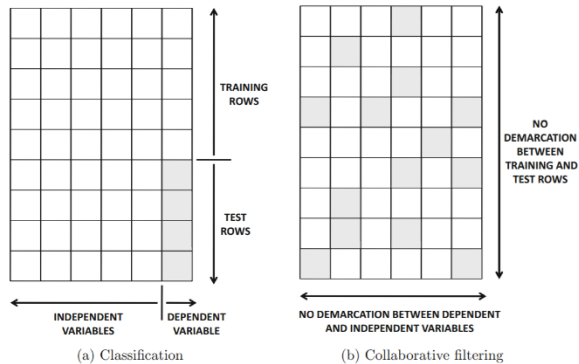 TRAINING
ROWS
TEST
ROWS
INDEPENDENT
VARIABLES
DEPENDENT
VARIABLE
(a) Classification
NO
DEMARCATION
BETWEEN
TRAINING AND
TEST ROWS
NO DEMARCATION BETWEEN DEPENDENT
AND INDEPENDENT VARIABLES
(b) Collaborative filtering